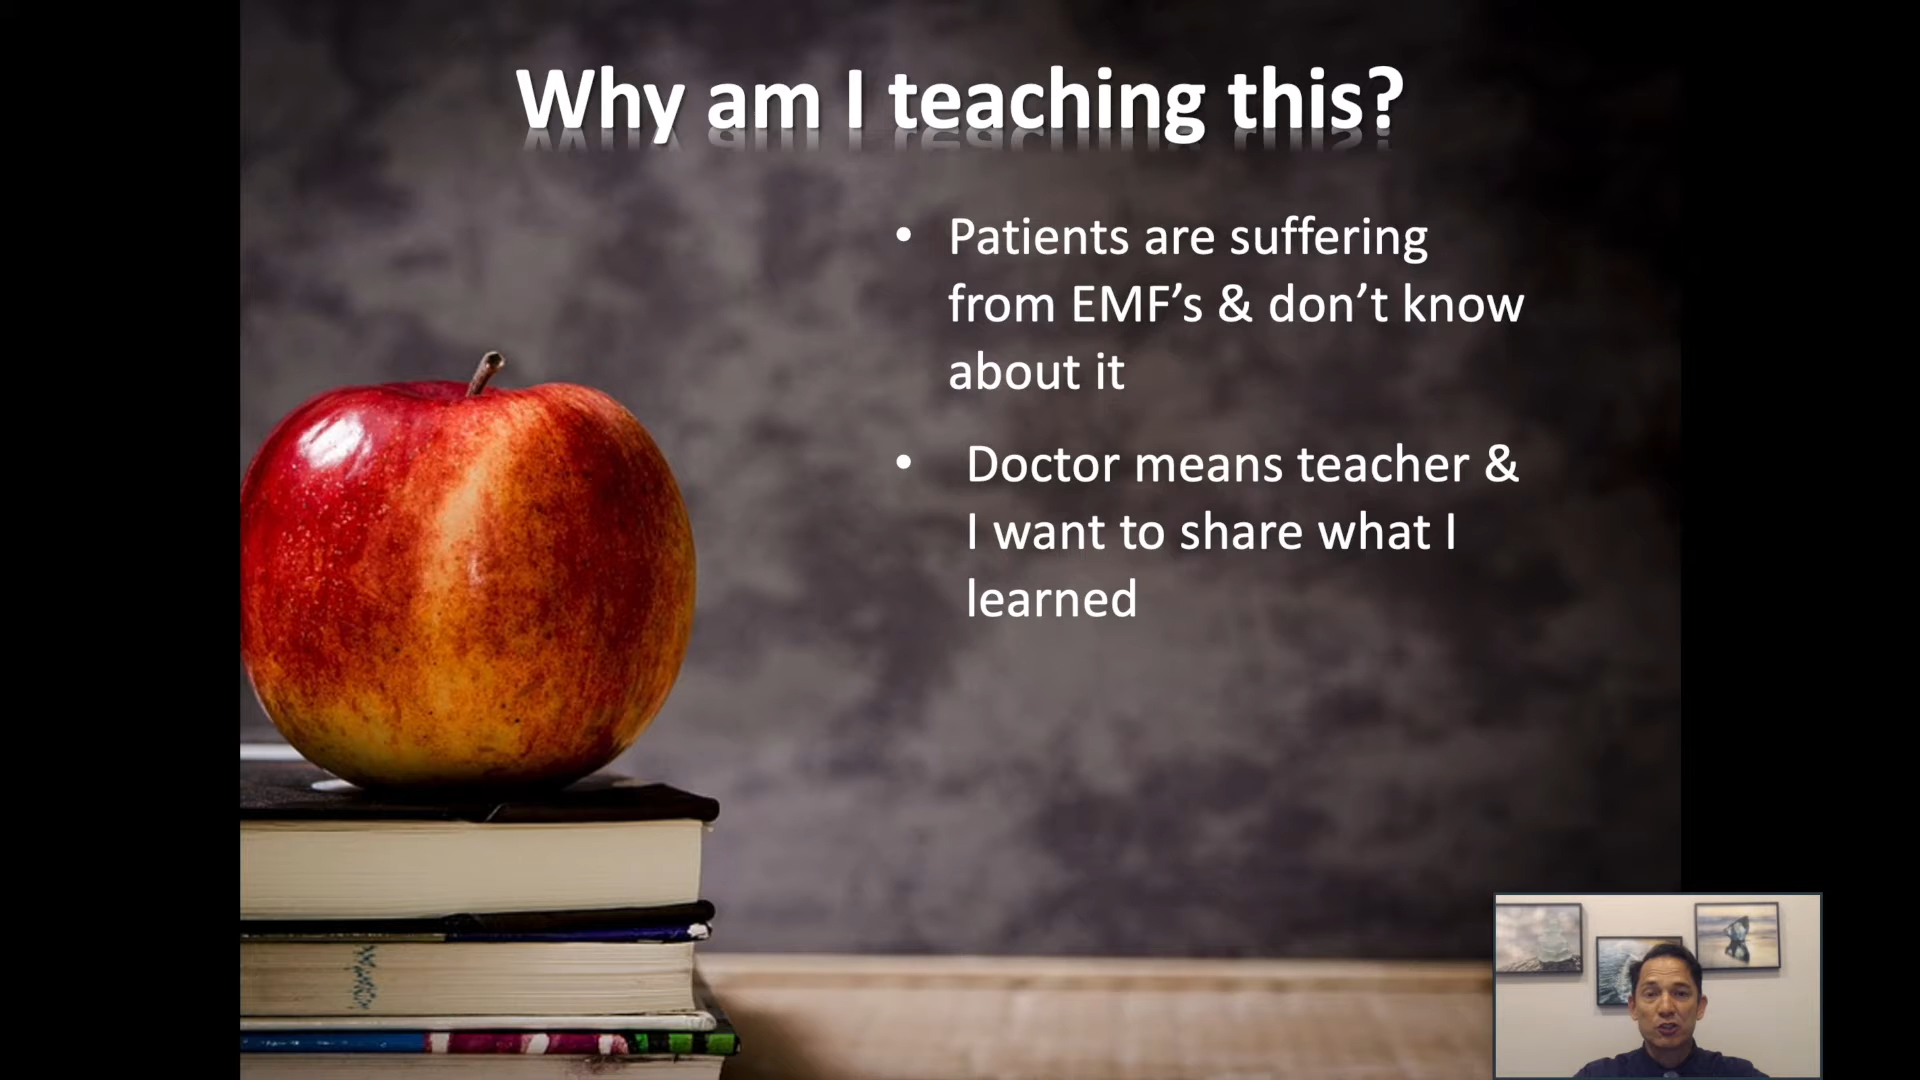 Why am I teaching this?
• Patients are suffering
from EMF’s & don’t know
about it
• Doctor means teacher &
I want to share what I
learned